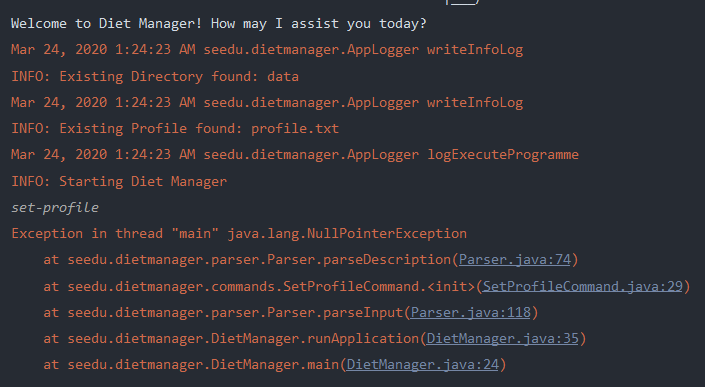 Welcome to Diet Manager! How may I assist you today?
Mar 24, 2020 1:24:23 AM seedu.dietmanager.AppLogger writeInfoLog
INFO: Existing Directory found: data
Mar 24, 2020 1:24:23 AM seedu.dietmanager.AppLogger writeInfoLog
INFO: Existing Profile found: profile.txt
Mar 24, 2020 1:24:23 AM seedu.dietmanager.AppLogger logExecuteProgramme
INFO: Starting Diet Manager
set-profile
Exception in thread "main" java.lang.NullPointerException
at seedu.dietmanager.parser.Parser.parseDescription(Parser.java:74)
at seedu.dietmanager.commands.SetProfileCommand.<init>(SetProfileCommand.java:29)
at seedu.dietmanager.parser.Parser.parseInput(Parser.java:118)
at seedu.dietmanager.DietManager.runApplication(DietManager.java:35)
at seedu.dietmanager.DietManager.main(DietManager.java:24)